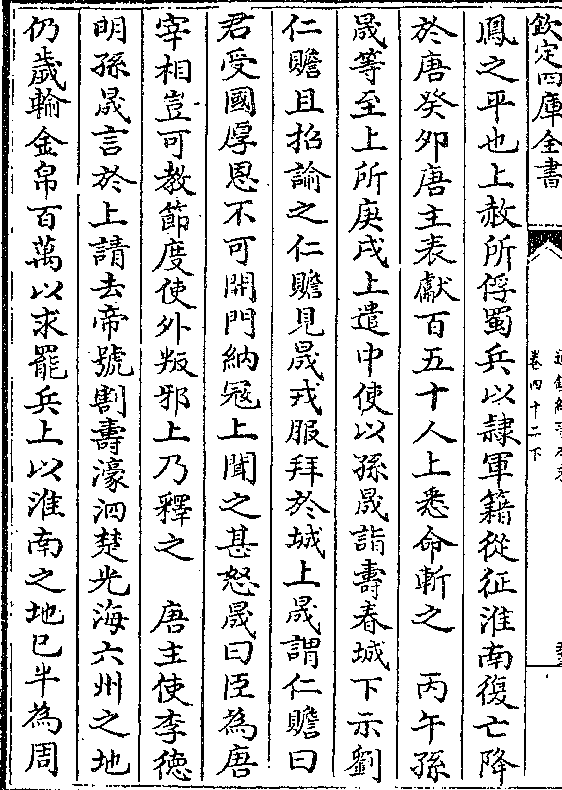 欽定四庫全書
卷四十二下
鳳之平也上赦所俘蜀兵以隷軍籍從征淮南復亡降
於唐癸夘唐主表獻百五十人上悉命斬之　丙午孫
晟等至上所庚戌上遣中使以孫晟詣壽春城下示劉
仁贍且招諭之仁贍見晟戎服拜於城上晟謂仁贍曰
君受國厚恩不可開門納冦上聞之甚怒晟曰臣為唐
宰相豈可教節度使外叛邪上乃釋之　唐主使李徳
明孫晟言於上請去帝號割壽濠泗楚光海六州之地
仍歲輸金帛百萬以求罷兵上以淮南之地已半為周